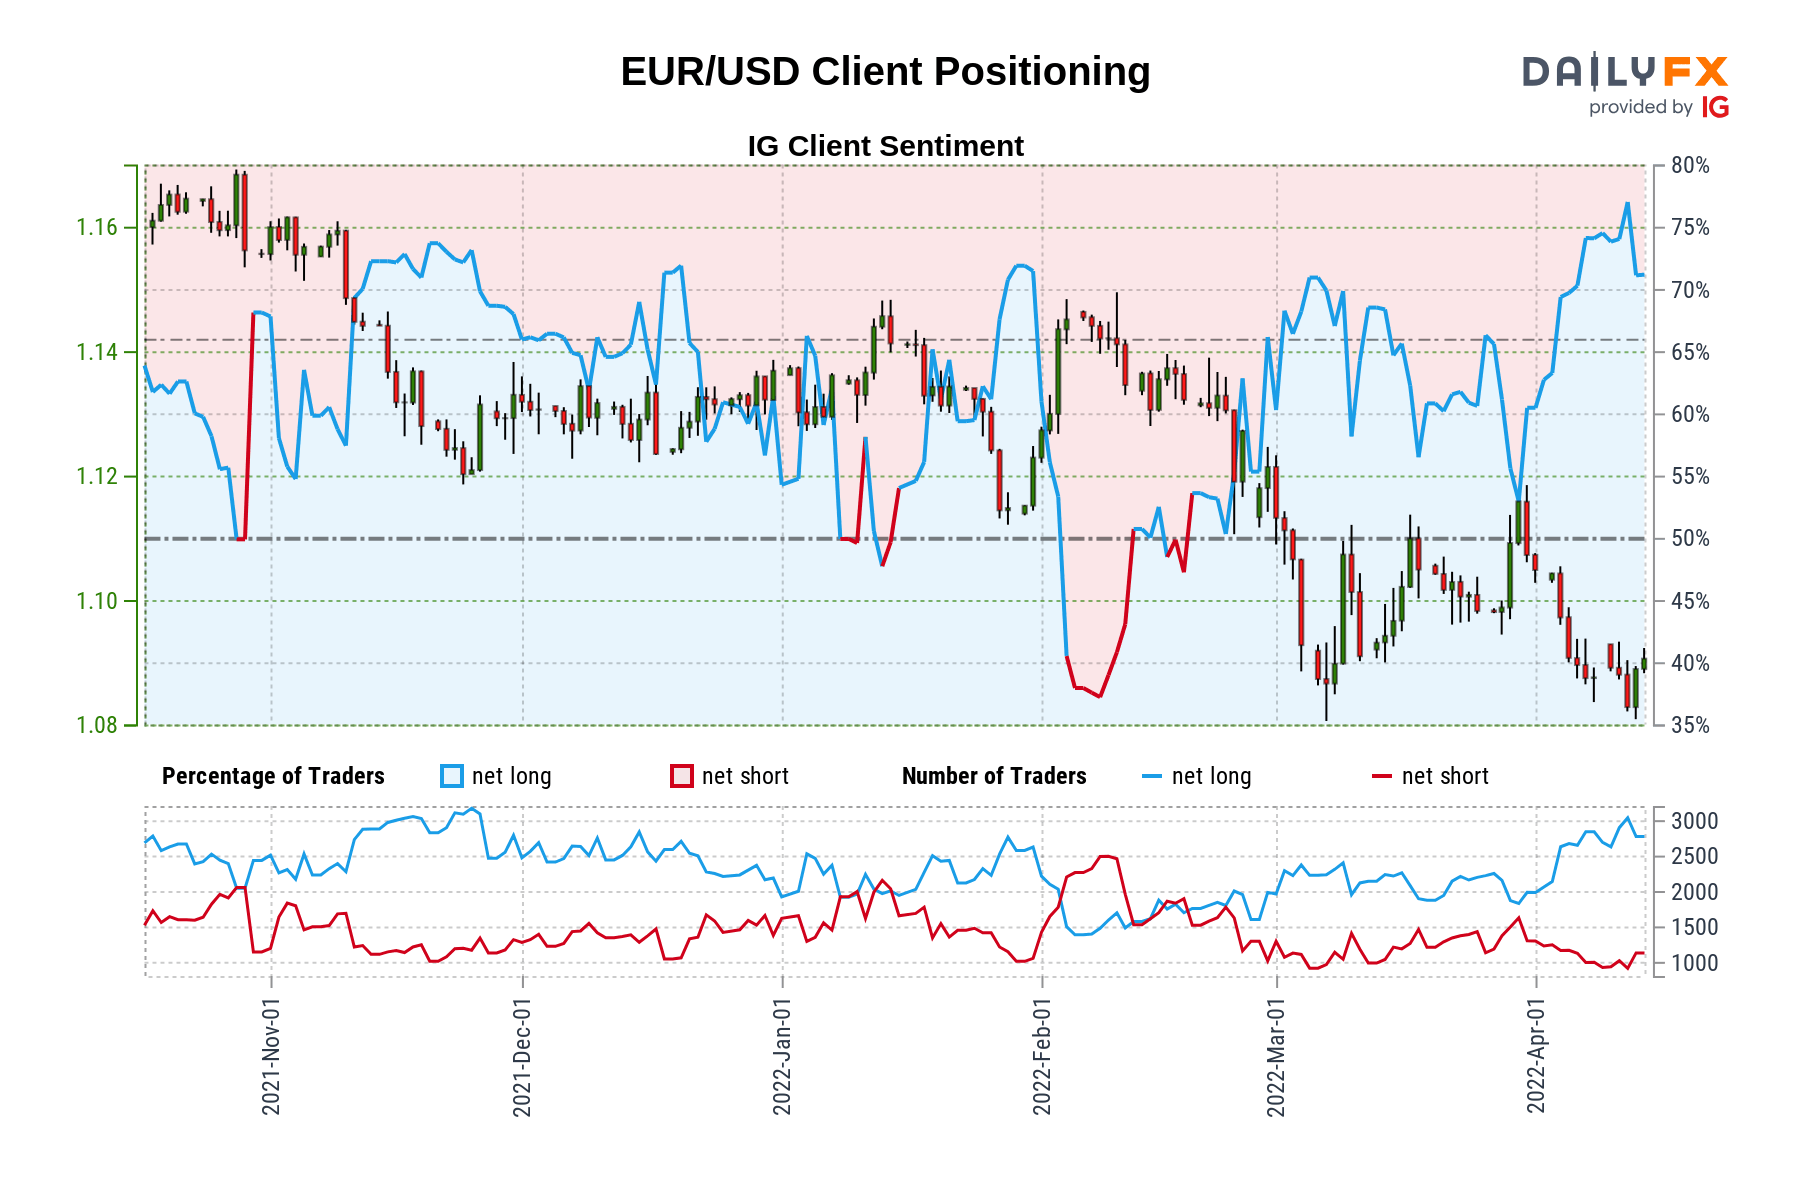 EUR/USD Client Positioning
DAILYFX
provided by IG
IG Client Sentiment
1.16
1.14
1.12
1.10
1.08
80%
75%
70%
65%
60%
55%
50%
45%
40%
35%
Percentage of Traders net long net short Number of Traders net long net short
3000
2500
2000
1500
1000
2021-Nov-01
2021-Dec-01
2022-Jan-01
2022-Feb-01
2022-Mar-01
2022-Apr-01